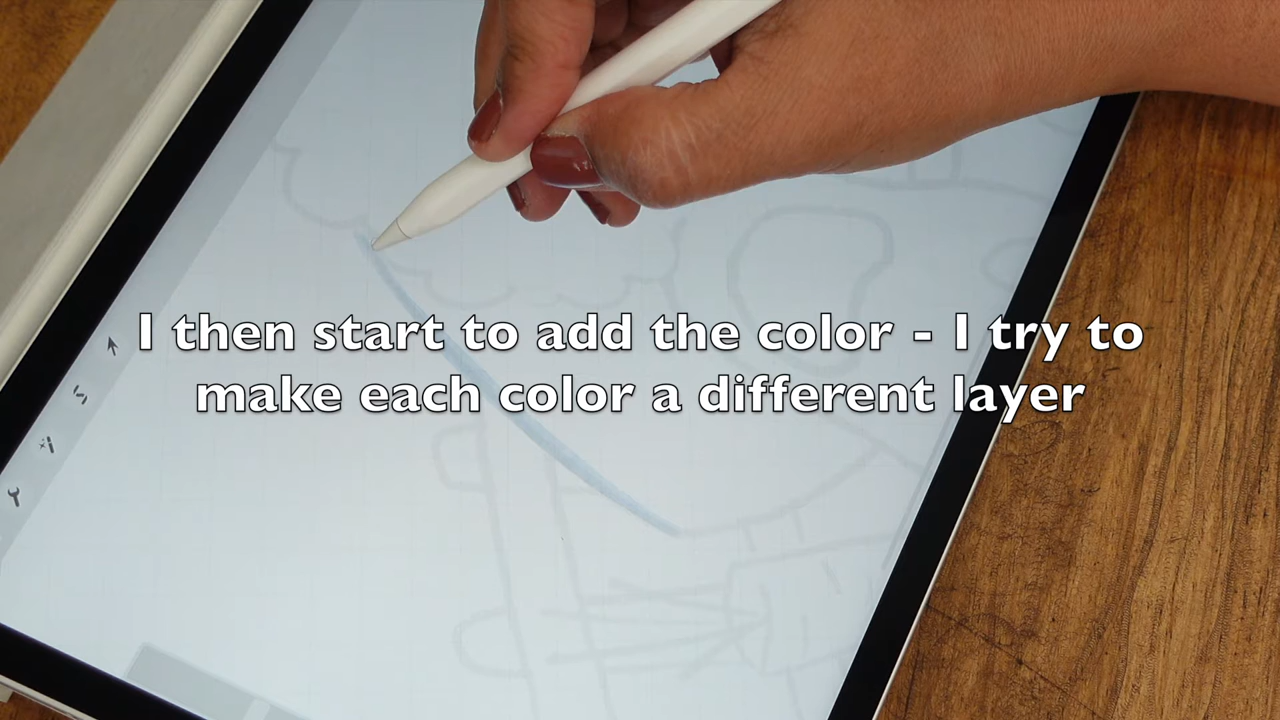 I then start to add the color - I try to
make each color a different layer